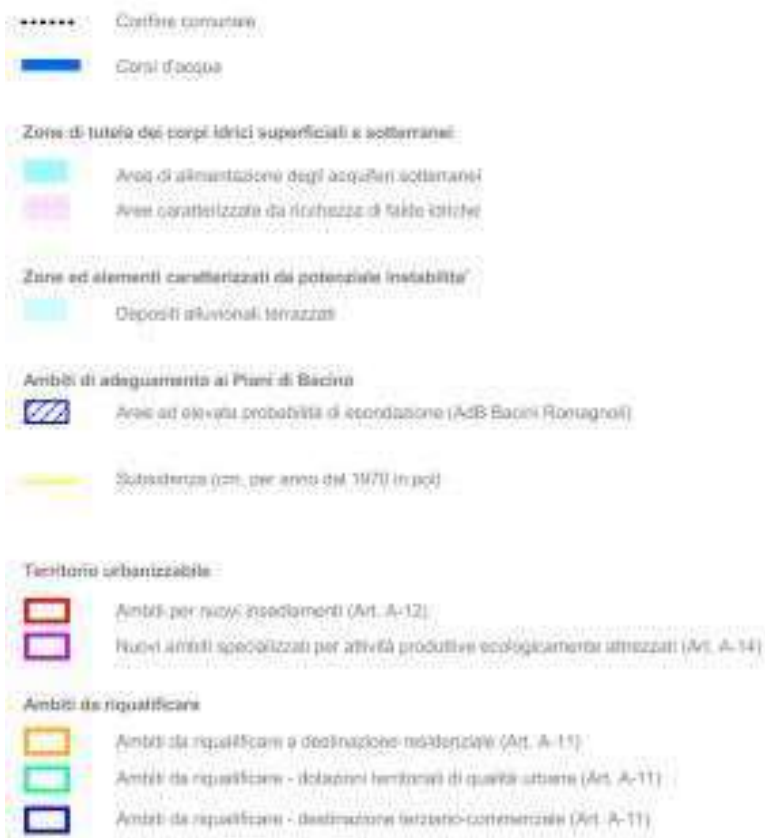 Confine comunale
Corsi d'acqua
Zone di tutela dei corpi idrici superficiali e sotterranei
Aree di alimentazione degli acquiferi sotterranei
Aree caratterizzate da ricchezza di falde idriche
Zone ed elementi caratterizzati da potenziale instabilita'
Depositi alluvionali terrazzati
Ambiti di adeguamento ai Piani di Bacino
Aree ad elevata probabilità di esondazione (AdB Bacini Romagnoli)
Subsidenza (cm. per anno dal 1970 in poi)
Territorio urbanizzabile
Ambiti per nuovi insediamenti (Art. A-12)
Nuovi ambiti specializzati per attività produttive ecologicamente attrezzati (Art. A-14)
Ambiti da riqualificare
Ambiti da riqualificare a destinazione residenziale (Art. A-11)
Ambiti da riqualificare - dotazioni territoriali di qualità urbana (Art. A-11)
Ambiti da riqualificare - destinazione terziario-commerciale (Art. A-11)